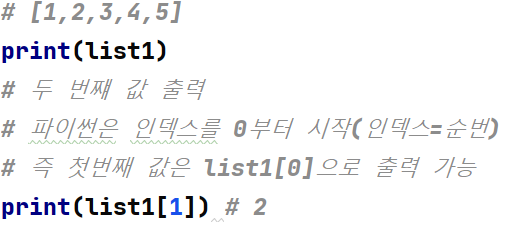 # [1,2,3,4,5]
print(list1)
# 두 번째 값 출력
# 파이썬은 인덱스를 0부터 시작(인덱스=순번)
# 즉 첫번째 값은 list1[0]으로 출력 가능
print(list1[1]) # 2